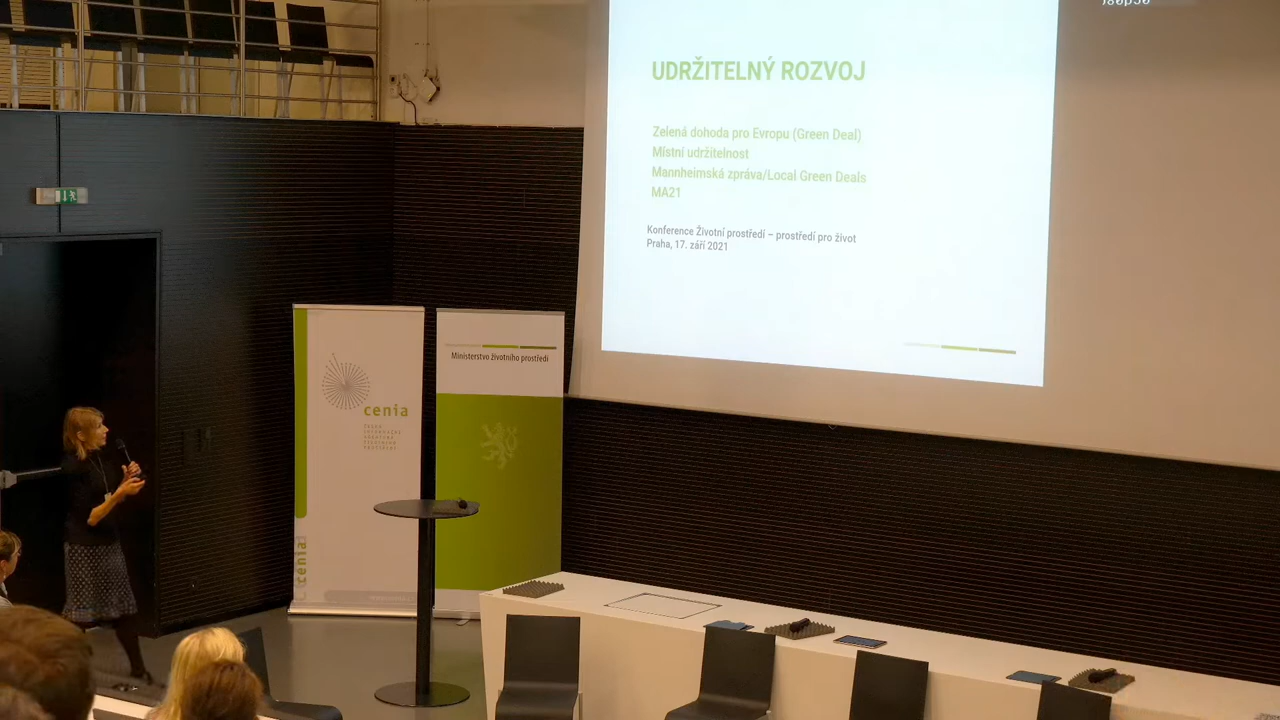 UDRŽITELNÝ ROZVOJ
Zelená dohoda pro Evropu (Green Deal)
Místní udržitelnost
Mannheimská zpráva/Local Green Deals
MA21
Konference Životní prostředí – prostředí pro život
Praha, 17. září 2021
Ministerstvo životního prostředí
cenia
cenia